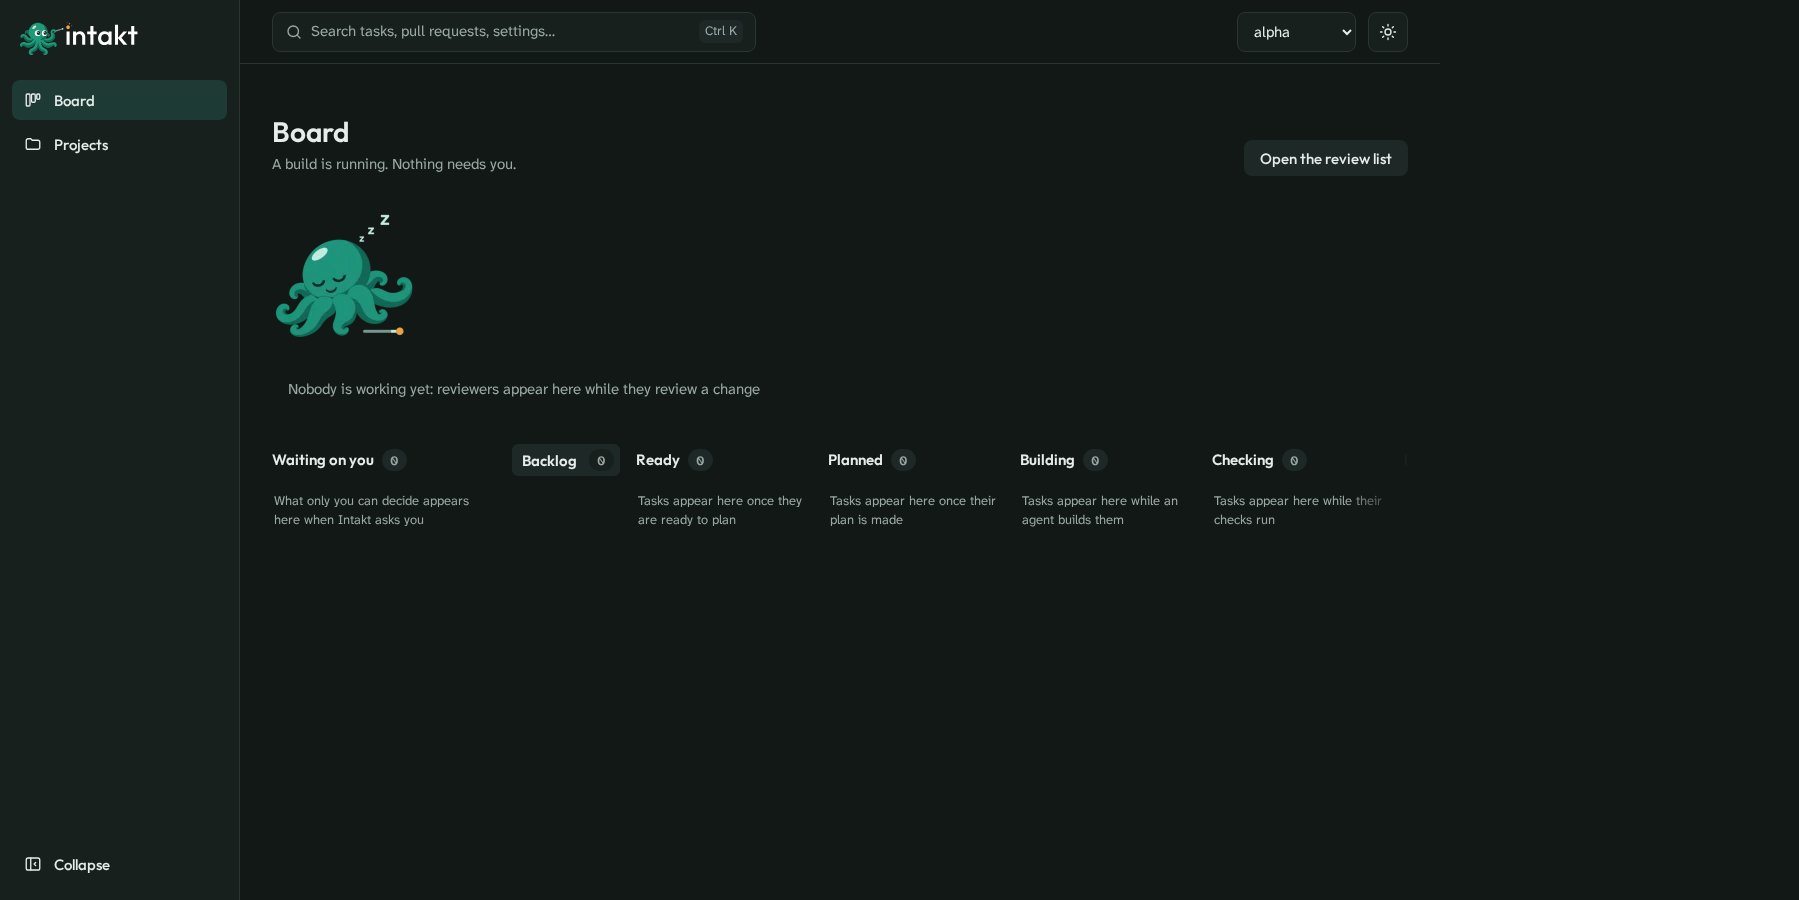 intakt
Search tasks, pull requests, settings...
Ctrl K
alpha
Board
Projects
Board
A build is running. Nothing needs you.
Open the review list
z z z
Nobody is working yet: reviewers appear here while they review a change
Waiting on you 0
What only you can decide appears
here when Intakt asks you
Backlog 0
Ready 0
Tasks appear here once they
are ready to plan
Planned 0
Tasks appear here once their
plan is made
Building 0
Tasks appear here while an
agent builds them
Checking 0
Tasks appear here while their
checks run
Collapse